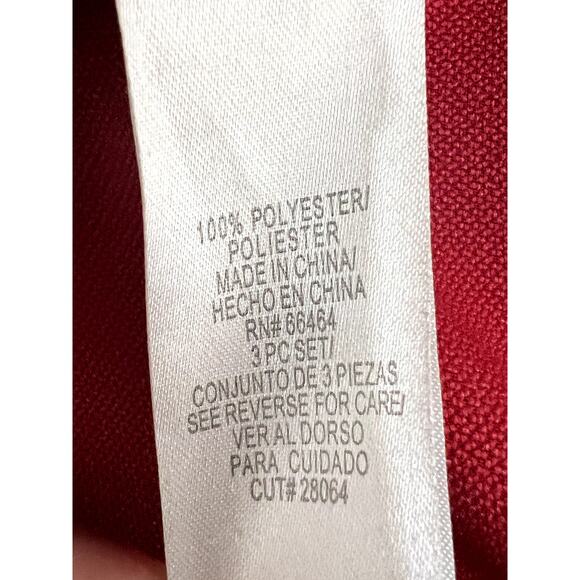 100% POLYESTER/
POLIESTER
MADE IN CHINA/
HECHO EN CHINA
RN# 66464
3 PC SET/
CONJUNTO DE 3 PIEZAS
SEE REVERSE FOR CARE/
VER AL DORSO
PARA CUIDADO
CUT# 28064